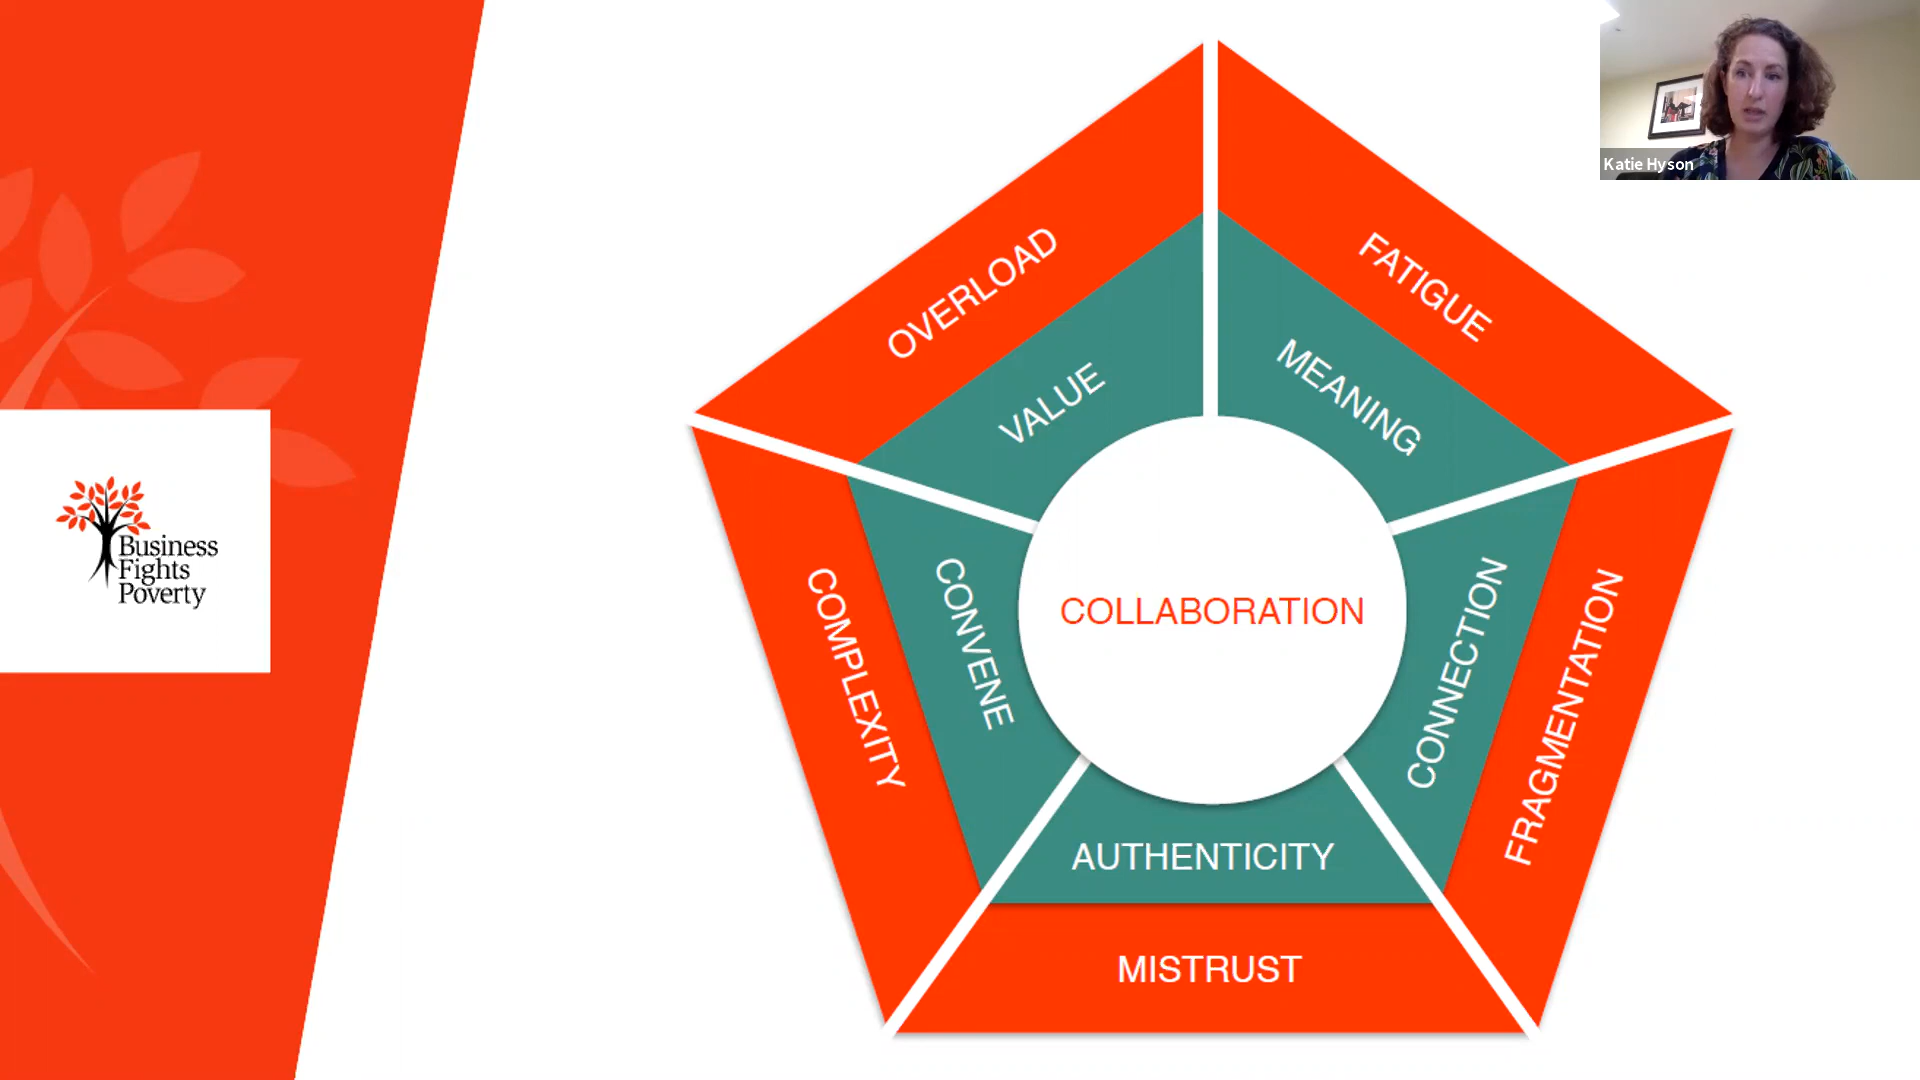 Katie Hyson
OVERLOAD
FATIGUE
VALUE
MEANING
COMPLEXITY
CONVENE
COLLABORATION
CONNECTION
FRAGMENTATION
AUTHENTICITY
MISTRUST
Business
Fights
Poverty